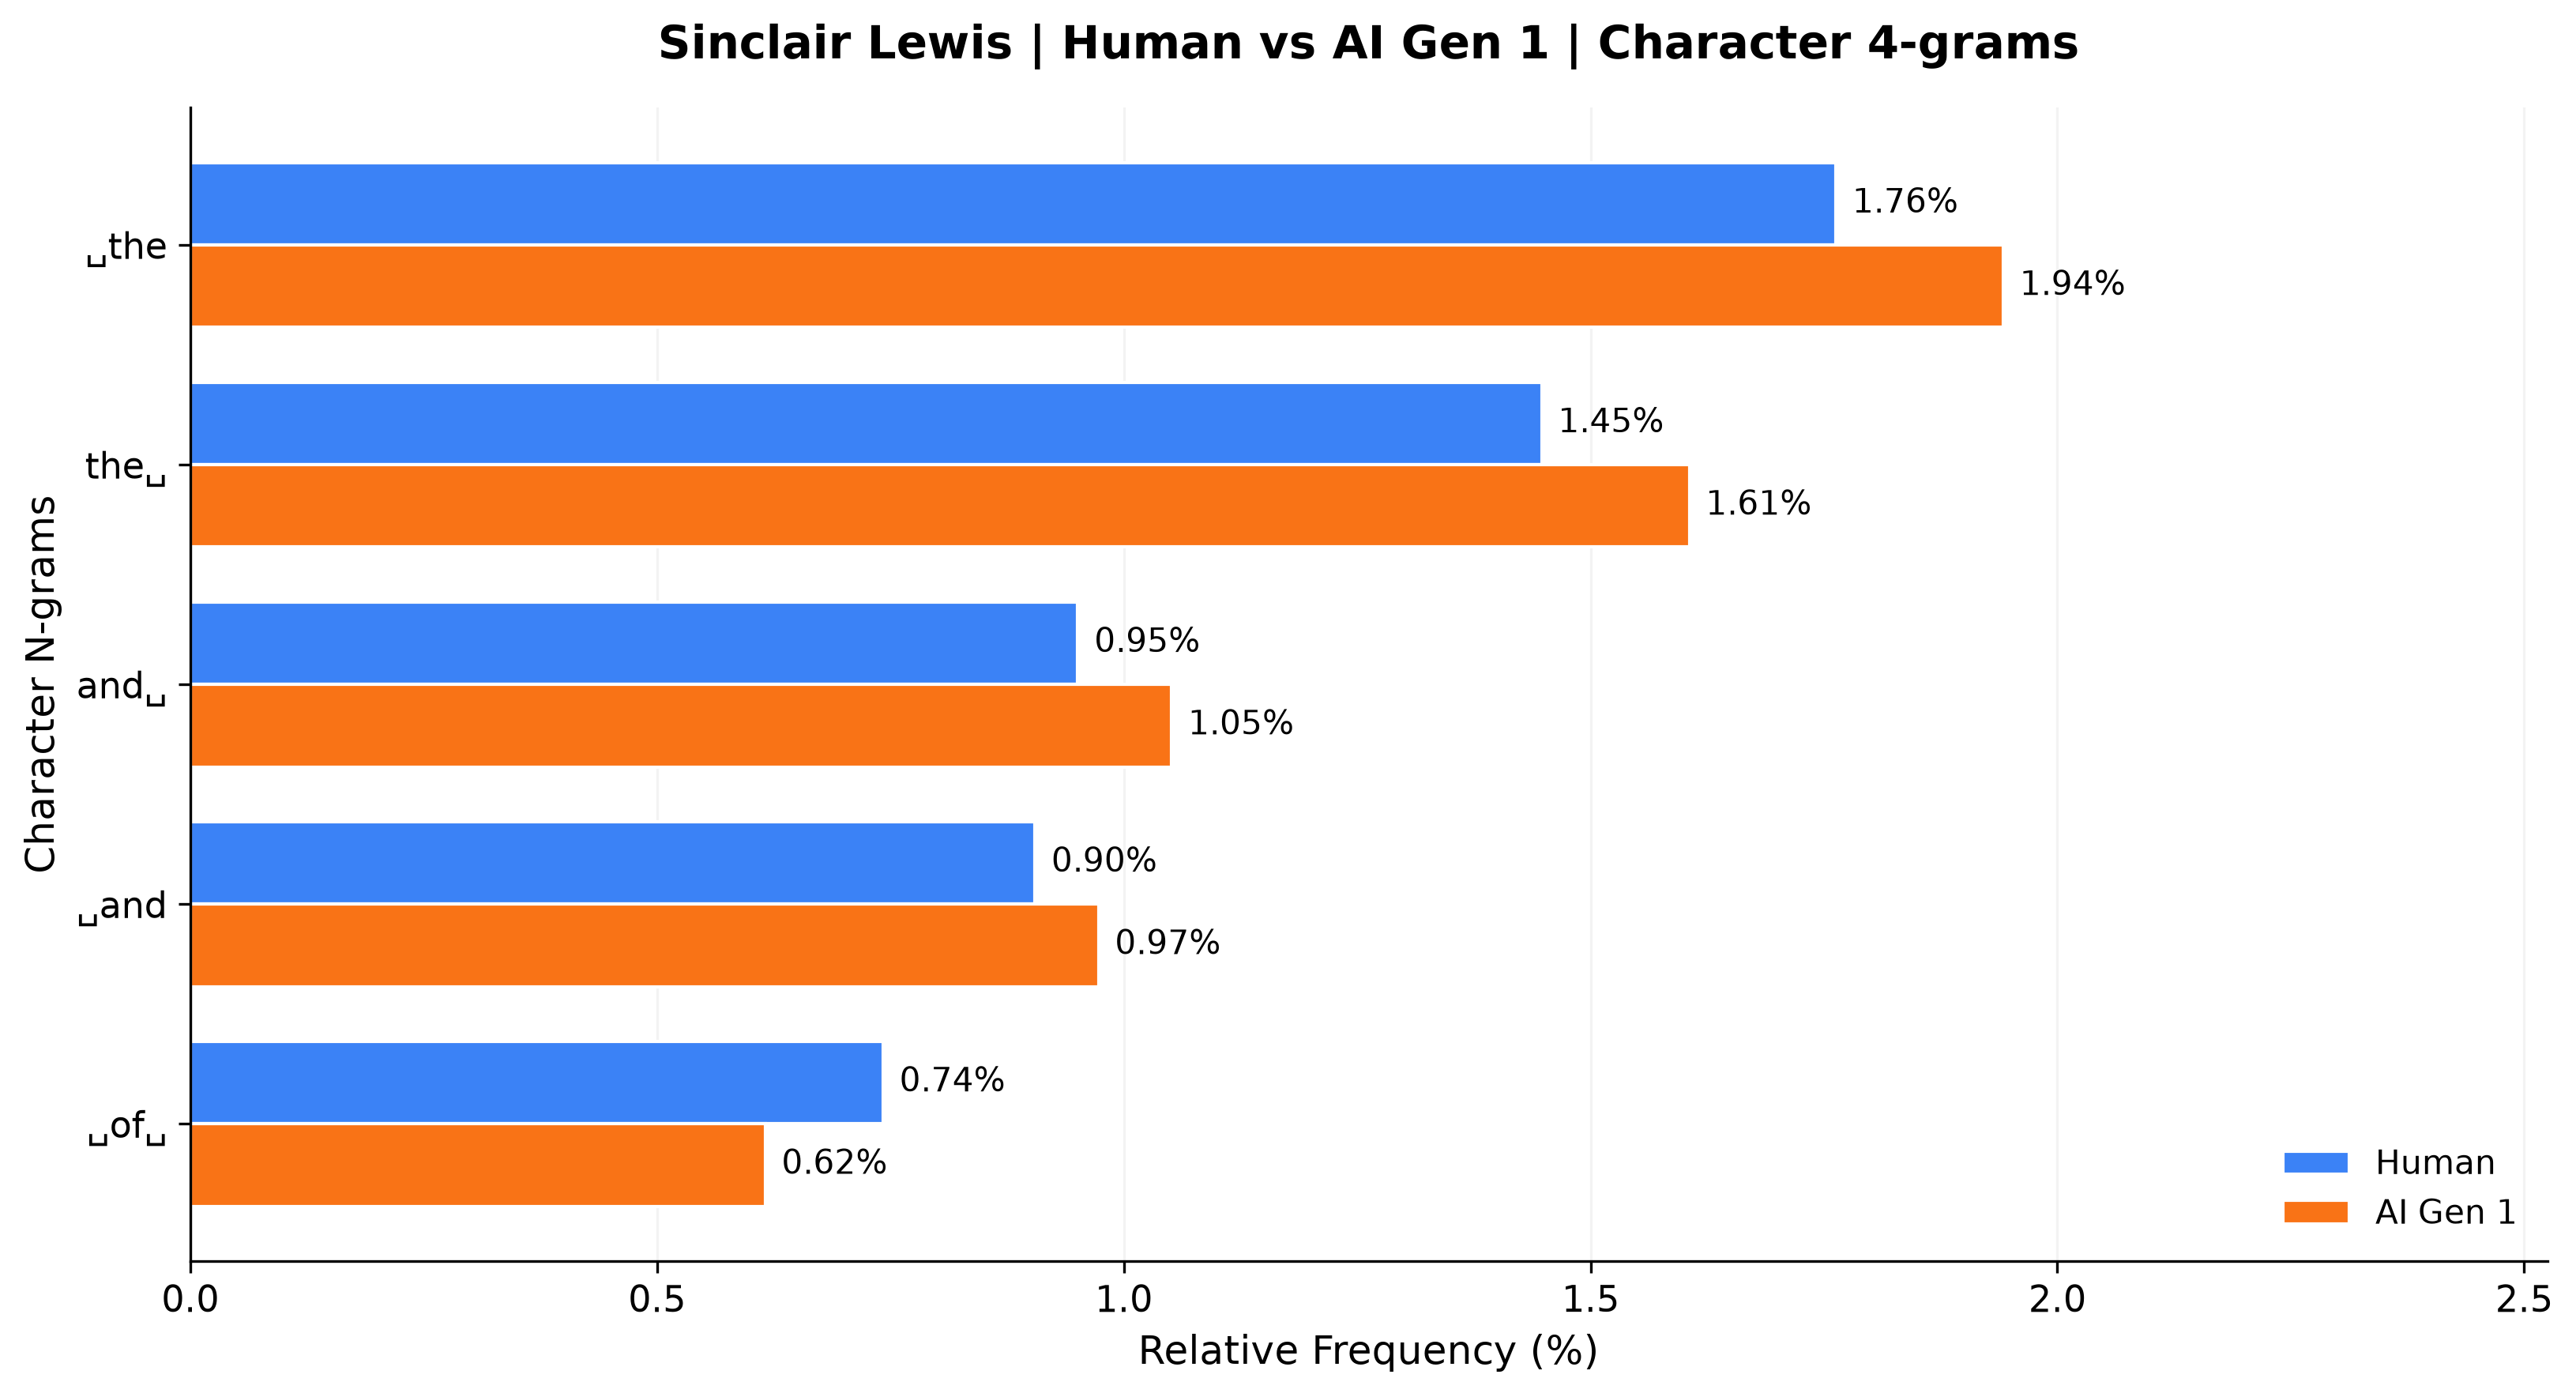 Sinclair Lewis | Human vs AI Gen 1 | Character 4-grams
Character N-grams
␣the
1.76%
1.94%
the␣
1.45%
1.61%
and␣
0.95%
1.05%
␣and
0.90%
0.97%
␣of␣
0.74%
0.62%
Human
AI Gen 1
0.0 0.5 1.0 1.5 2.0 2.5
Relative Frequency (%)